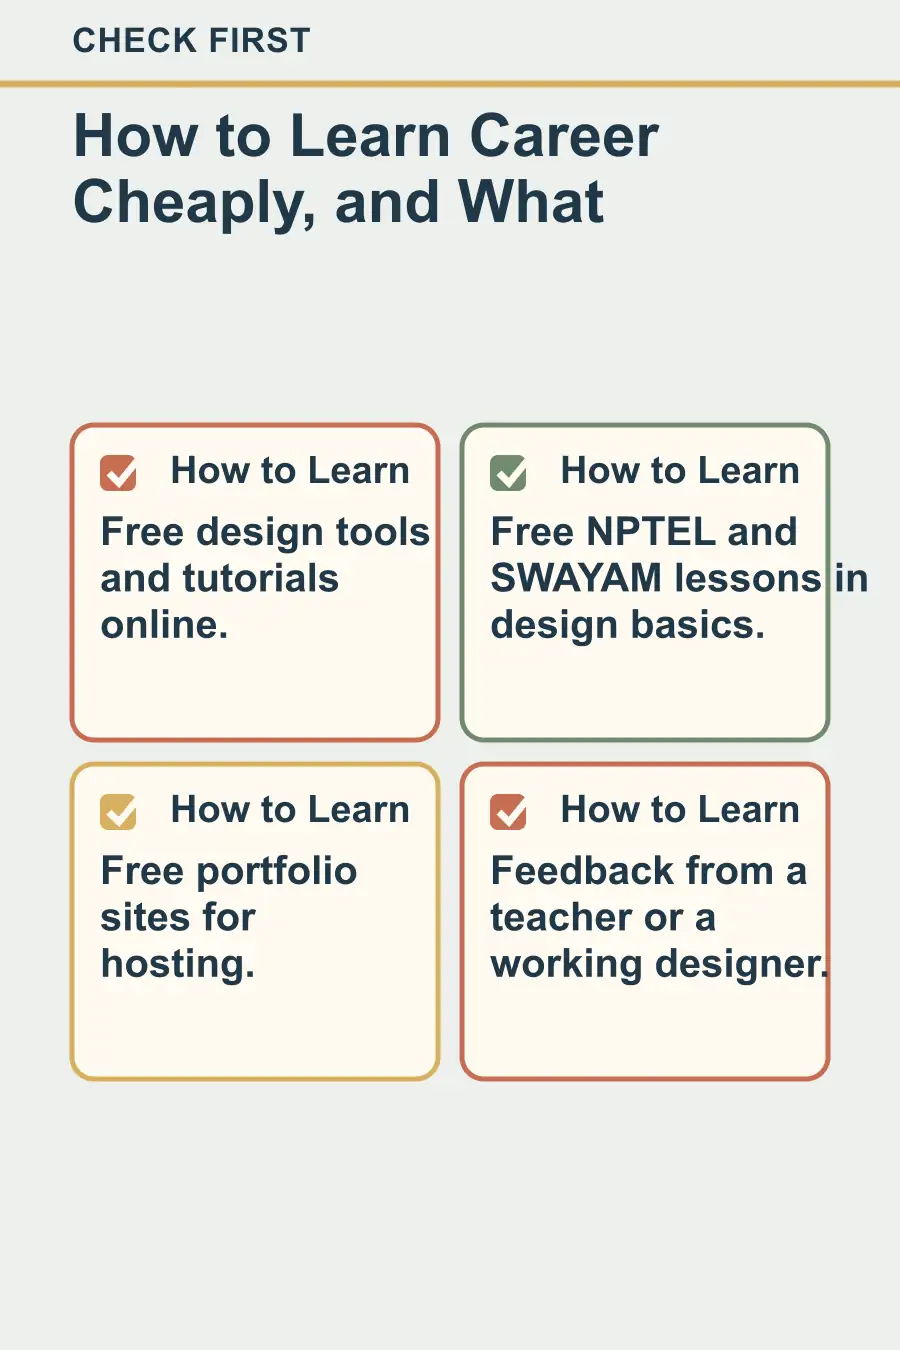 CHECK FIRST
How to Learn Career
Cheaply, and What
How to Learn
Free design tools
and tutorials
online.
How to Learn
Free NPTEL and
SWAYAM lessons in
design basics.
How to Learn
Free portfolio
sites for
hosting.
How to Learn
Feedback from a
teacher or a
working designer.